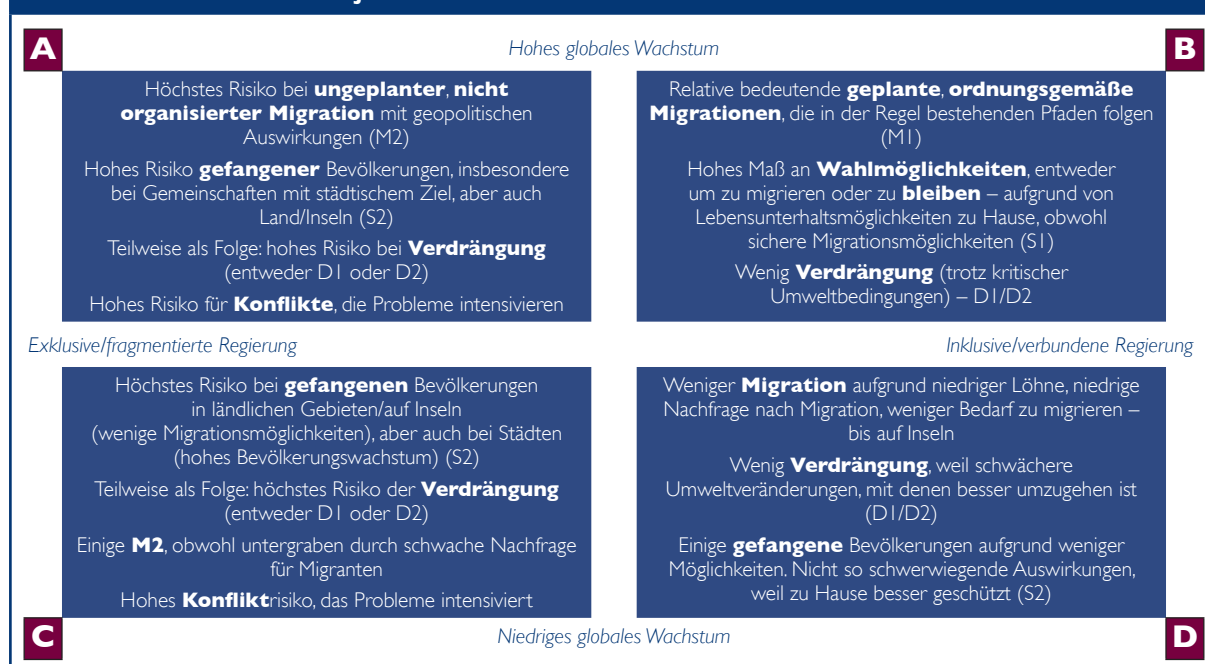 A
Hohes globales Wachstum
B
Höchstes Risiko bei ungeplanter, nicht
organisierter Migration mit geopolitischen
Auswirkungen (M2)
Hohes Risiko gefangener Bevölkerungen, insbesondere
bei Gemeinschaften mit städtischem Ziel, aber auch
Land/Inseln (S2)
Teilweise als Folge: hohes Risiko bei Verdrängung
(entweder D1 oder D2)
Hohes Risiko für Konflikte, die Probleme intensivieren
Relative bedeutende geplante, ordnungsgemäße
Migrationen, die in der Regel bestehenden Pfaden folgen
(M1)
Hohes Maß an Wahlmöglichkeiten, entweder
um zu migrieren oder zu bleiben – aufgrund von
Lebensunterhaltsmöglichkeiten zu Hause, obwohl
sichere Migrationsmöglichkeiten (S1)
Wenig Verdrängung (trotz kritischer
Umweltbedingungen) – D1/D2
Exklusive/fragmentierte Regierung
Inklusive/verbundene Regierung
Höchstes Risiko bei gefangenen Bevölkerungen
in ländlichen Gebieten/auf Inseln
(wenige Migrationsmöglichkeiten), aber auch bei Städten
(hohes Bevölkerungswachstum) (S2)
Teilweise als Folge: höchstes Risiko der Verdrängung
(entweder D1 oder D2)
Einige M2, obwohl untergraben durch schwache Nachfrage
für Migranten
Hohes Konfliktrisiko, das Probleme intensiviert
Weniger Migration aufgrund niedriger Löhne, niedrige
Nachfrage nach Migration, weniger Bedarf zu migrieren –
bis auf Inseln
Wenig Verdrängung, weil schwächere
Umweltveränderungen, mit denen besser umzugehen ist
(D1/D2)
Einige gefangene Bevölkerungen aufgrund weniger
Möglichkeiten. Nicht so schwerwiegende Auswirkungen,
weil zu Hause besser geschützt (S2)
C
Niedriges globales Wachstum
D